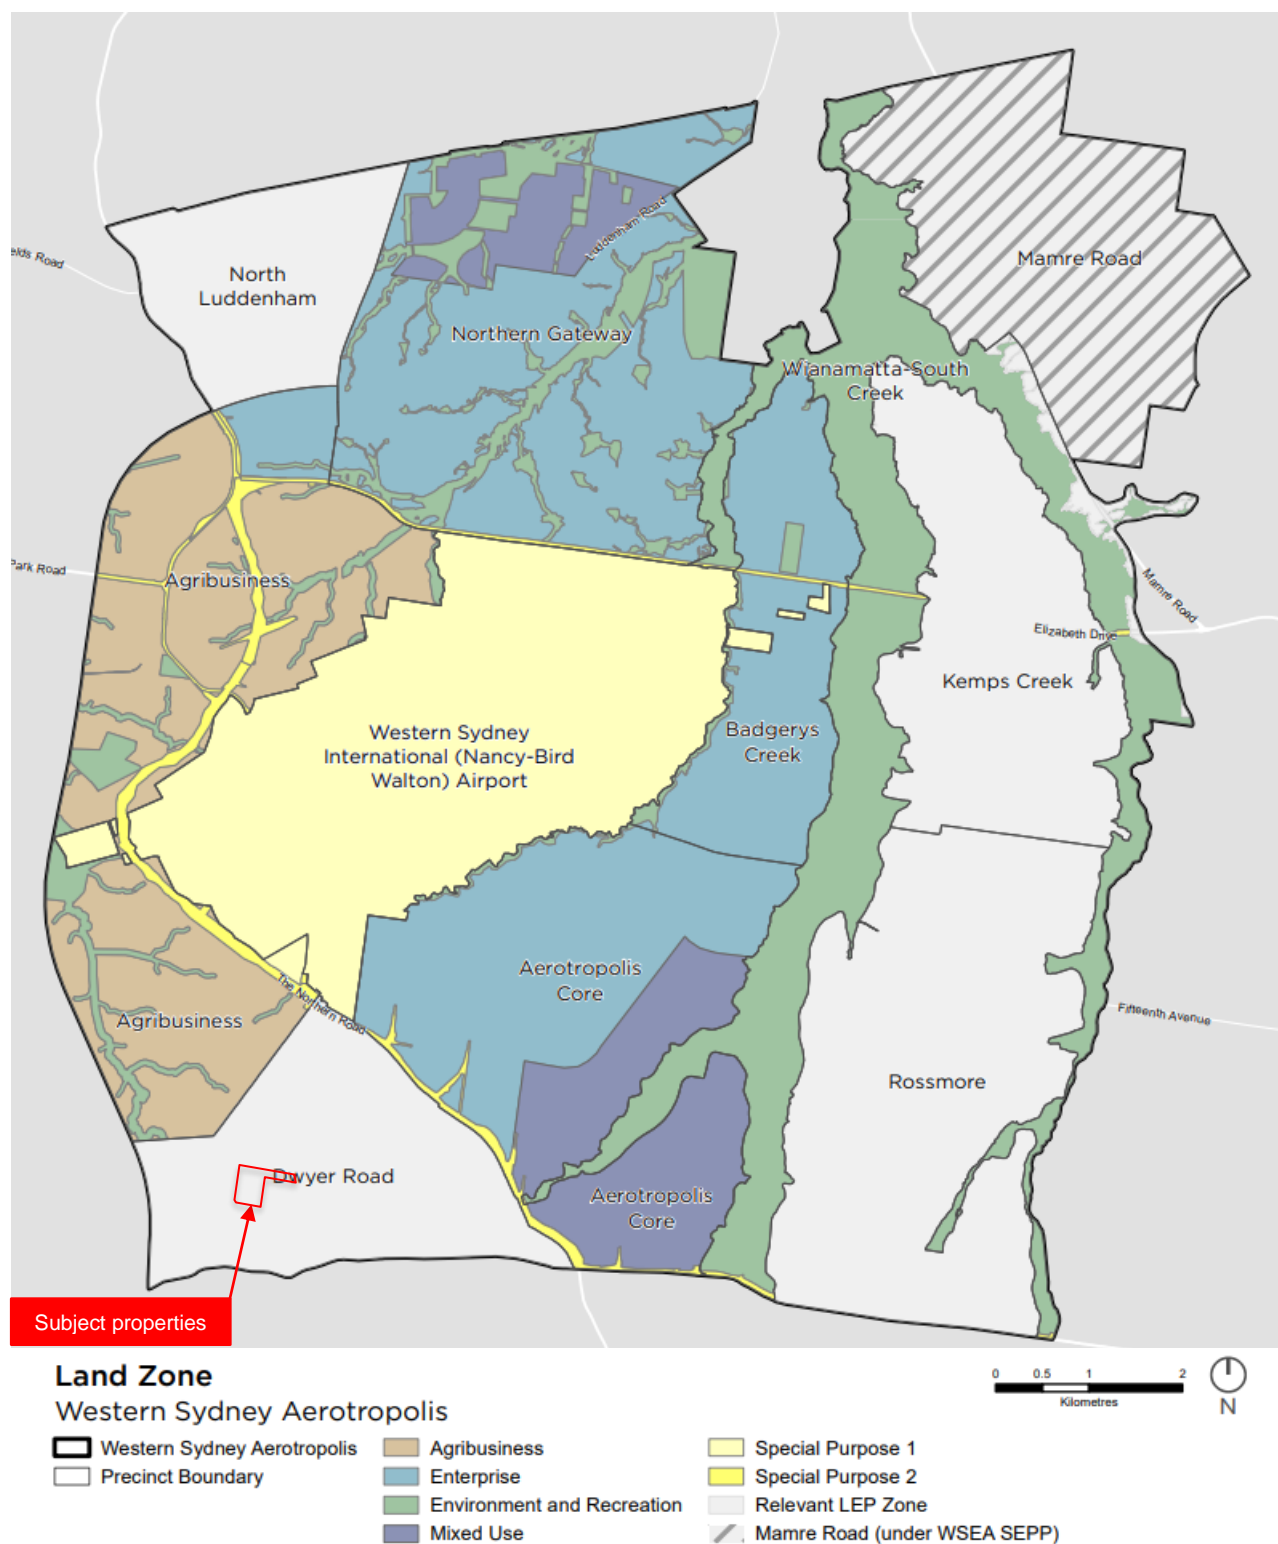 Mamre Road
North
Luddenham
Luddenham Road
Northern Gateway
Wianamatta-South
Creek
Agribusiness
Park Road
Mamre Road
Elizabeth Drive
Kemps Creek
Western Sydney
International (Nancy-Bird
Walton) Airport
Badgerys
Creek
Aerotropolis
Core
The Northern Road
Agribusiness
Fifteenth Avenue
Rossmore
Dwyer Road
Aerotropolis
Core
Subject properties
Land Zone
Western Sydney Aerotropolis
0 0.5 1 2
Kilometres
N
Western Sydney Aerotropolis
Precinct Boundary
Agribusiness
Enterprise
Environment and Recreation
Mixed Use
Special Purpose 1
Special Purpose 2
Relevant LEP Zone
Mamre Road (under WSEA SEPP)